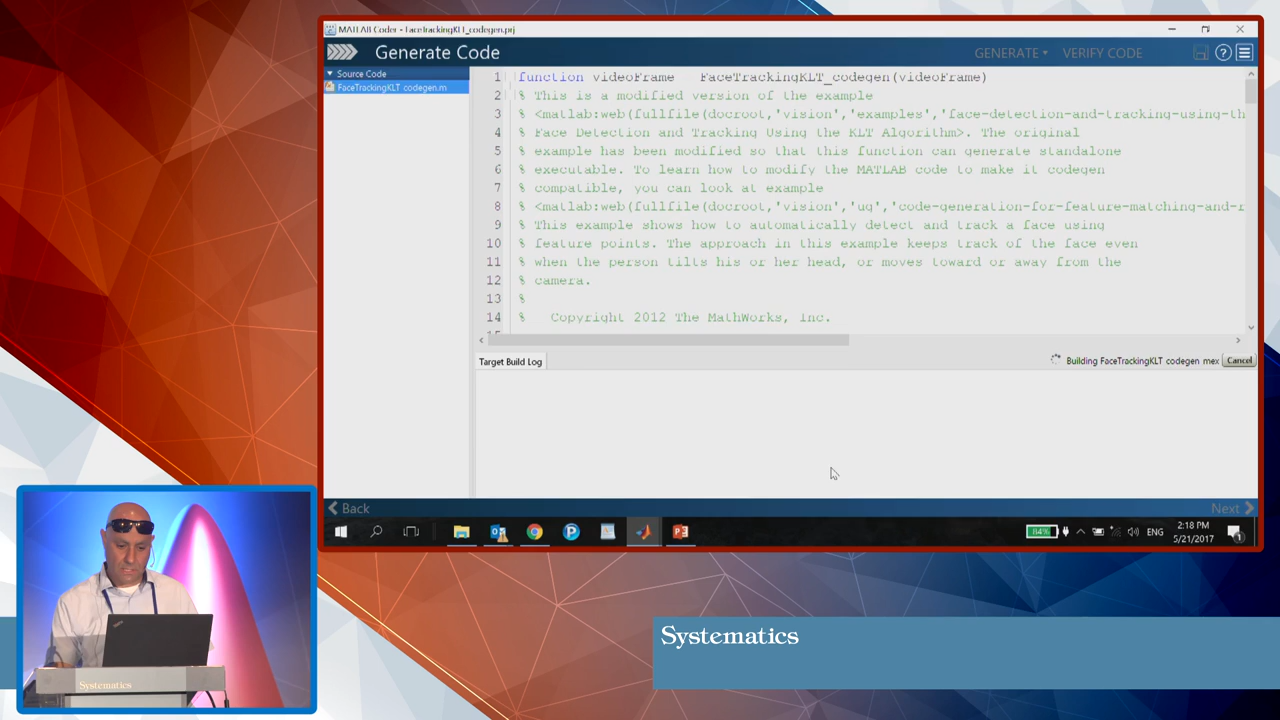 MATLAB Coder - FaceTrackingKLT_codegen.prj
Generate Code
GENERATE
VERIFY CODE
?
Source Code
FaceTrackingKLT codegen.m
1 function videoFrame FaceTrackingKLT_codegen(videoFrame)
2 % This is a modified version of the example
3 % <matlab:web(fullfile(docroot,'vision','examples','face-detection-and-tracking-using-th
4 % Face Detection and Tracking Using the KLT Algorithm>. The original
5 % example has been modified so that this function can generate standalone
6 % executable. To learn how to modify the MATLAB code to make it codegen
7 % compatible, you can look at example
8 % <matlab:web(fullfile(docroot,'vision','ug','code-generation-for-feature-matching-and-r
9 % This example shows how to automatically detect and track a face using
10 % feature points. The approach in this example keeps track of the face even
11 % when the person tilts his or her head, or moves toward or away from the
12 % camera.
13 %
14 % Copyright 2012 The MathWorks, Inc.
Target Build Log
Building FaceTrackingKLT codegen mex
Cancel
Back
Next
84%
ENG
2:18 PM
5/21/2017
Systematics
Systematics